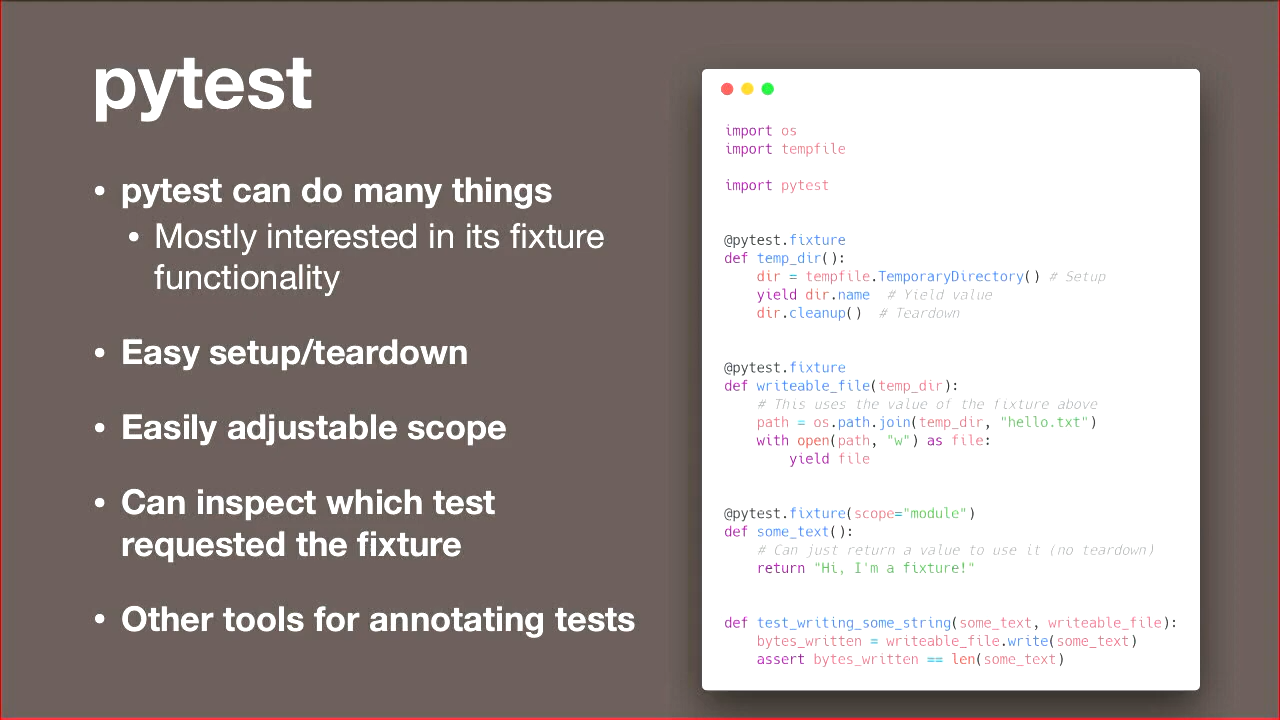 pytest
• pytest can do many things
• Mostly interested in its fixture
functionality
• Easy setup/teardown
• Easily adjustable scope
• Can inspect which test
requested the fixture
• Other tools for annotating tests
import os
import tempfile
import pytest
@pytest.fixture
def temp_dir():
    dir = tempfile.TemporaryDirectory() # Setup
    yield dir.name  # Yield value
    dir.cleanup()  # Teardown
@pytest.fixture
def writeable_file(temp_dir):
    # This uses the value of the fixture above
    path = os.path.join(temp_dir, "hello.txt")
    with open(path, "w") as file:
        yield file
@pytest.fixture(scope="module")
def some_text():
    # Can just return a value to use it (no teardown)
    return "Hi, I'm a fixture!"
def test_writing_some_string(some_text, writeable_file):
    bytes_written = writeable_file.write(some_text)
    assert bytes_written == len(some_text)